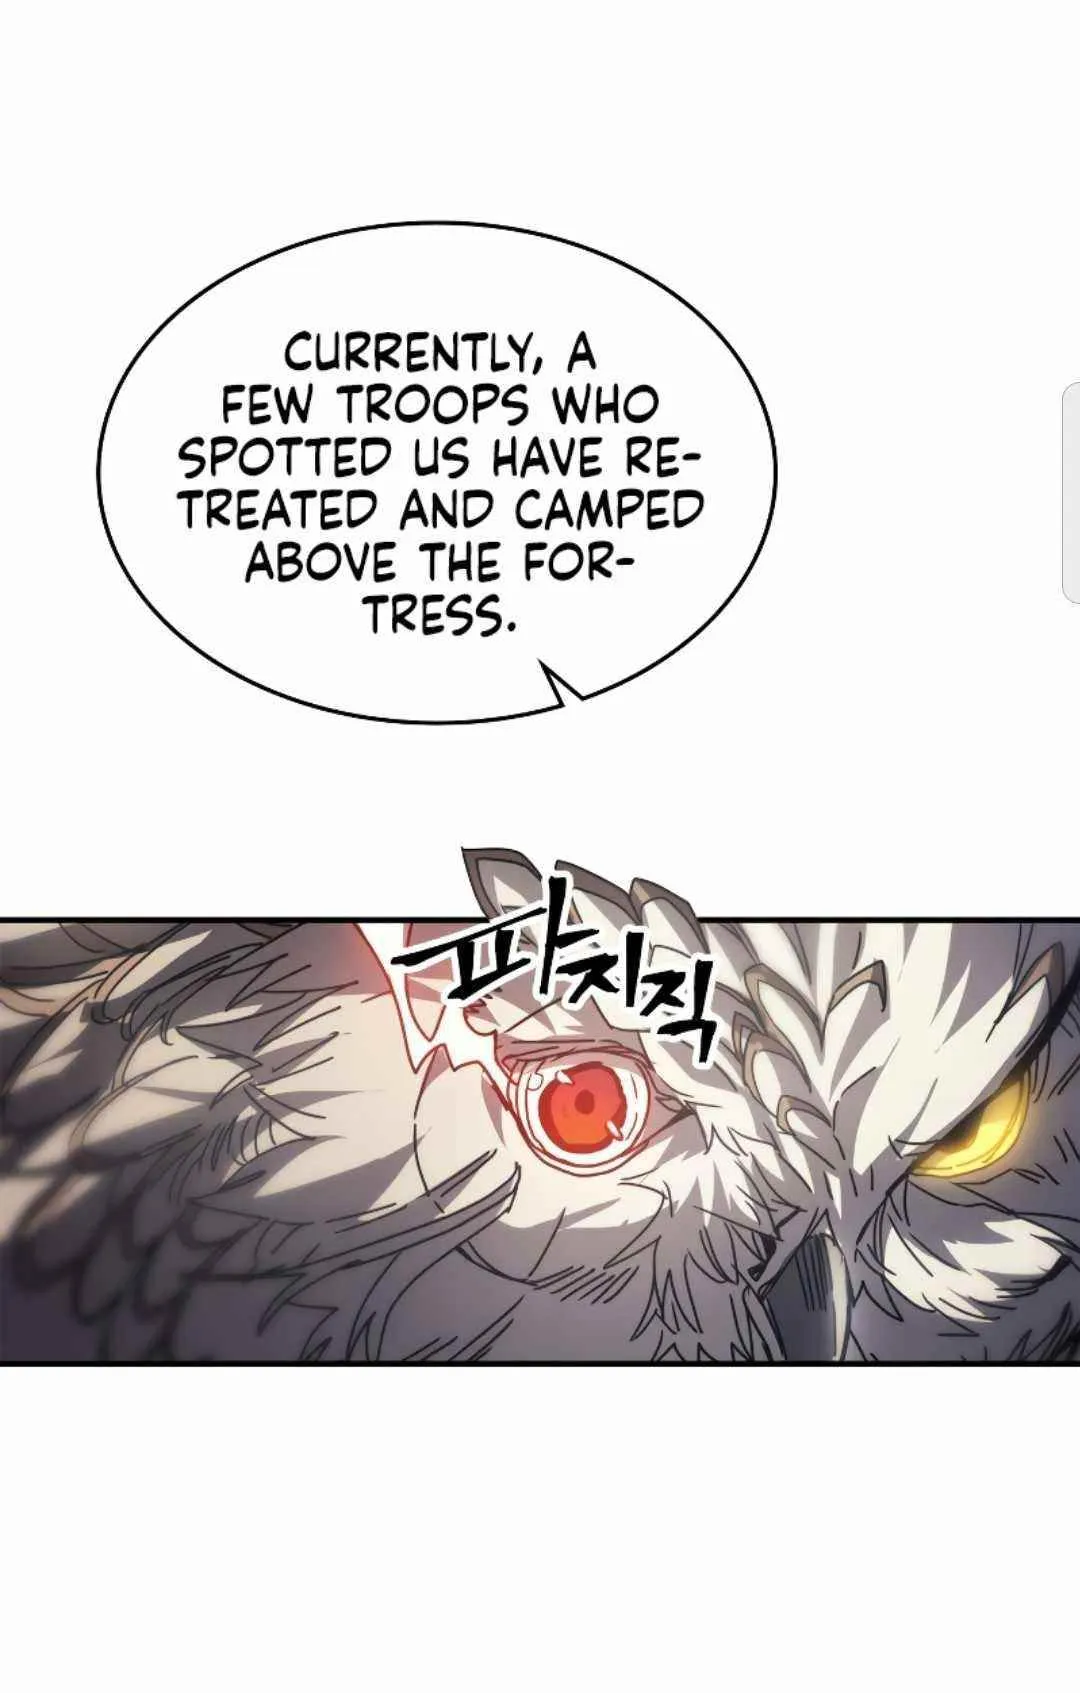 CURRENTLY, A
FEW TROOPS WHO
SPOTTED US HAVE RE-
TREATED AND CAMPED
ABOVE THE FOR-
TRESS.
파지직